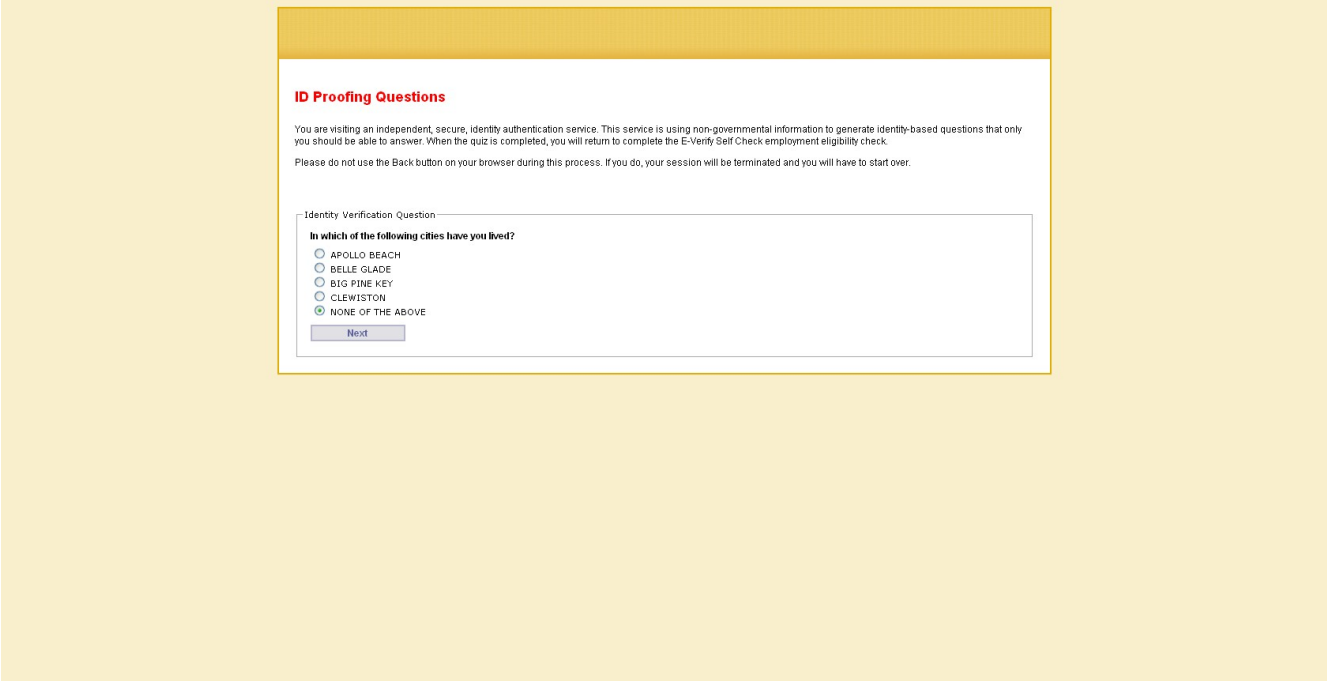 ID Proofing Questions
You are visiting an independent, secure, identity authentication service. This service is using non-governmental information to generate identity-based questions that only
you should be able to answer. When the quiz is completed, you will return to complete the E-Verify Self Check employment eligibility check.
Please do not use the Back button on your browser during this process. If you do, your session will be terminated and you will have to start over.
Identity Verification Question
In which of the following cities have you lived?
APOLLO BEACH
BELLE GLADE
BIG PINE KEY
CLEWISTON
NONE OF THE ABOVE
Next